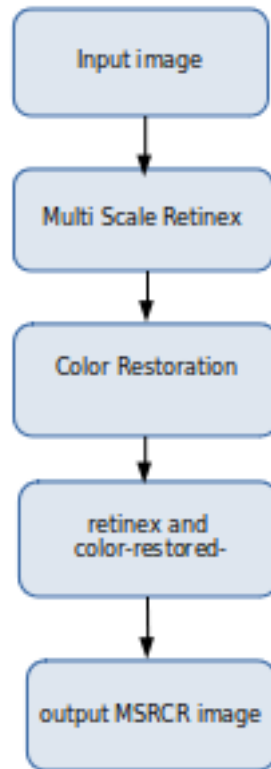 Input image
Multi Scale Retinex
Color Restoration
retinex and
color-restored-
output MSRCR image